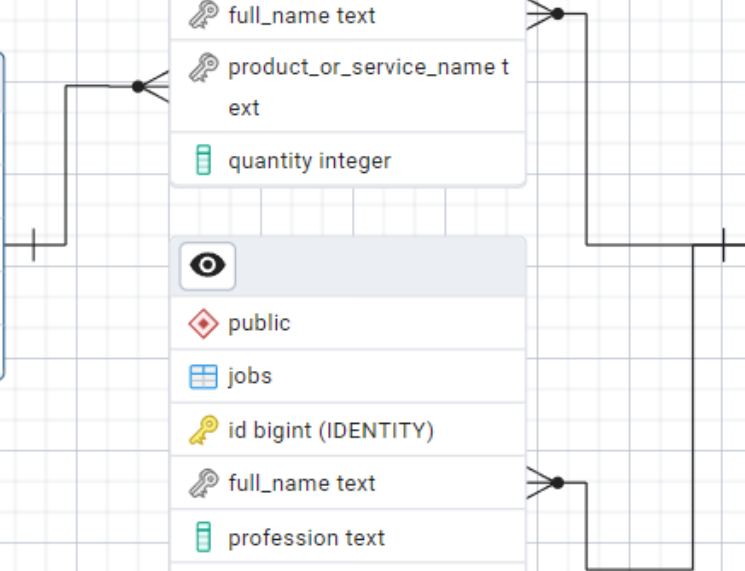 full_name text
product_or_service_name t
ext
quantity integer
public
jobs
id bigint (IDENTITY)
full_name text
profession text